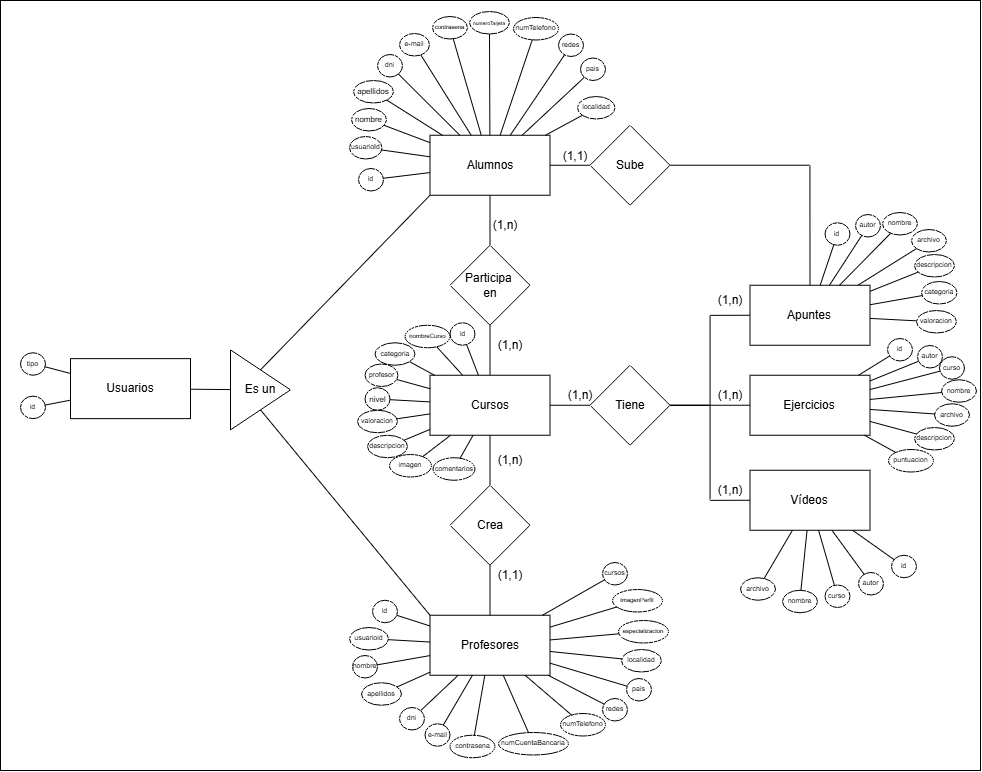 contrasena
numeroTarjeta
numTelefono
e-mail
redes
dni
pais
apellidos
localidad
nombre
usuarioId
id
Alumnos
(1,1)
Sube
(1,n)
Participa
en
(1,n)
id
autor
nombre
archivo
descripcion
categoria
valoracion
(1,n)
Apuntes
tipo
id
Usuarios
Es un
nombreCurso
id
categoria
profesor
nivel
valoracion
descripcion
imagen
comentarios
Cursos
(1,n)
Tiene
(1,n)
Ejercicios
id
autor
curso
nombre
archivo
descripcion
puntuacion
(1,n)
Vídeos
archivo
nombre
curso
autor
id
(1,n)
Crea
(1,1)
cursos
imagenPerfil
especializacion
localidad
pais
redes
numTelefono
numCuentaBancaria
contrasena
e-mail
dni
apellidos
nombre
usuarioId
id
Profesores